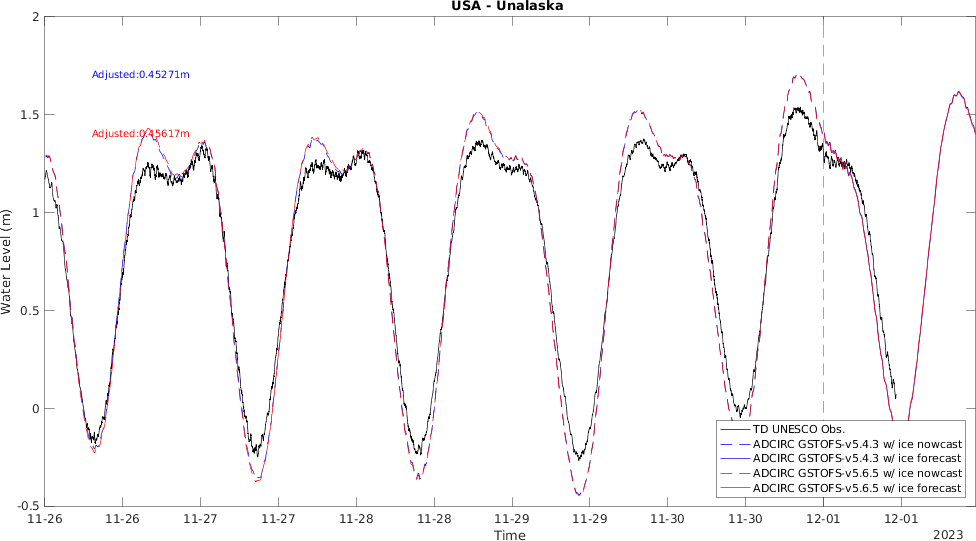 USA - Unalaska
2
1.5
1
0.5
0
-0.5
Water Level (m)
Adjusted:0.45271m
Adjusted:0.45617m
TD UNESCO Obs.
ADCIRC GSTOFS-v5.4.3 w/ ice nowcast
ADCIRC GSTOFS-v5.4.3 w/ ice forecast
ADCIRC GSTOFS-v5.6.5 w/ ice nowcast
ADCIRC GSTOFS-v5.6.5 w/ ice forecast
11-26 11-26 11-27 11-27 11-28 11-28 11-29 11-29 11-30 11-30 12-01 12-01
Time
2023